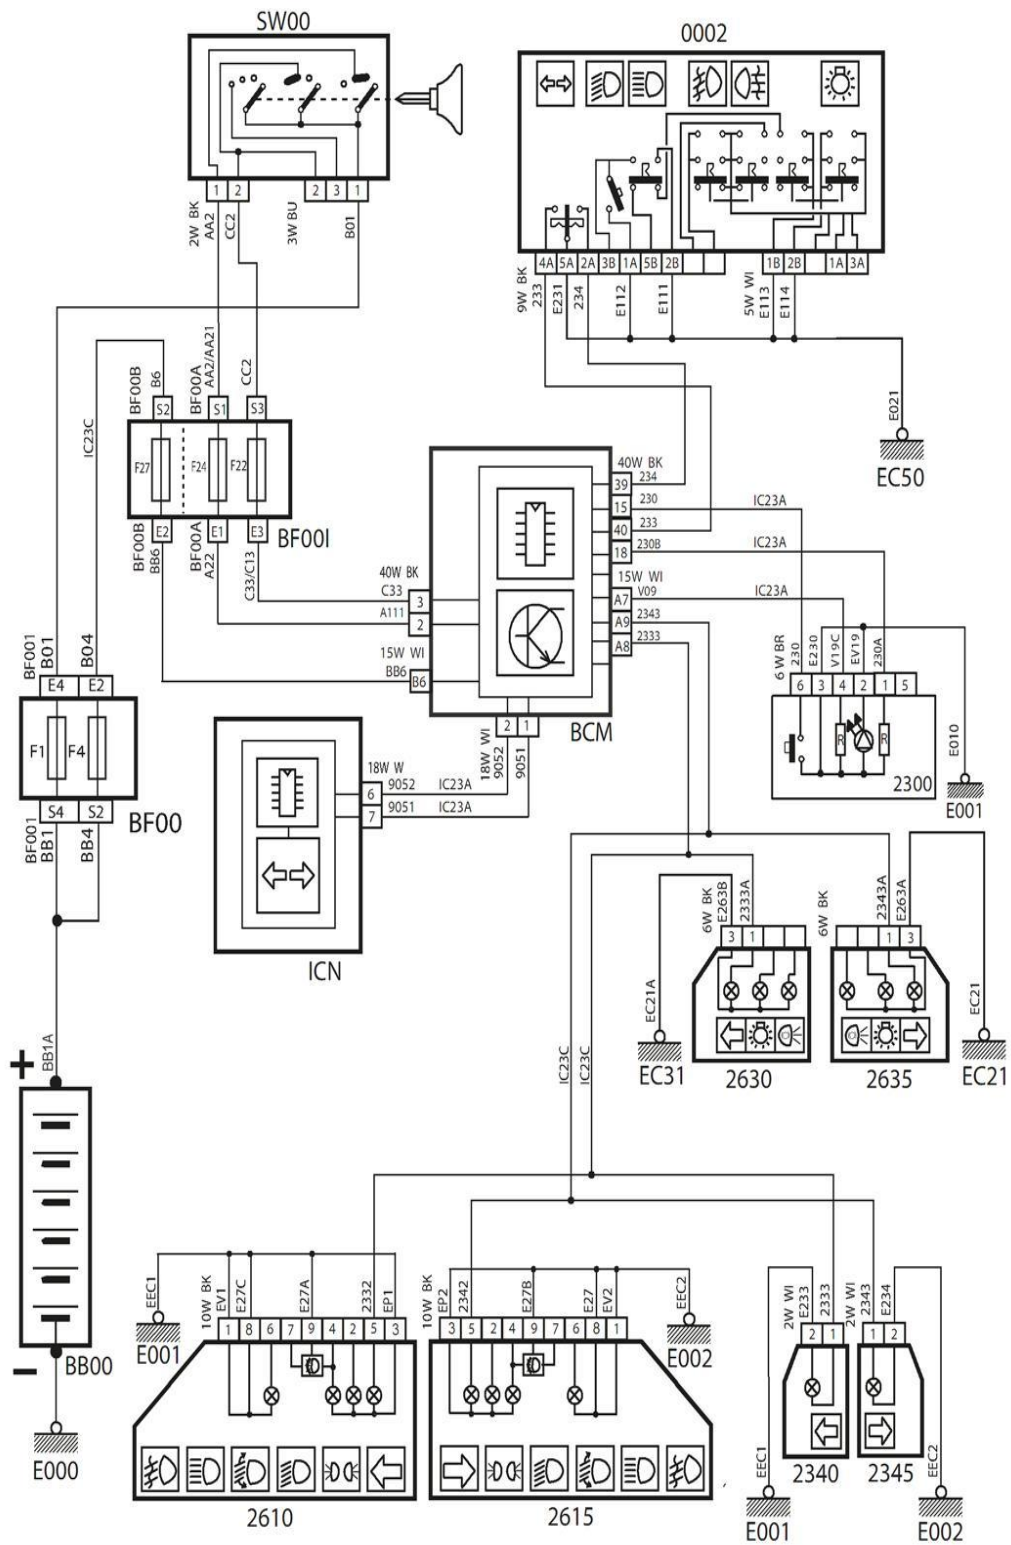 SW00
0002
1 2 2 3 1
2W BK
AA2
CC2
3W BU
B01
4A 5A 2A 3B 1A 5B 2B 1B 2B 1A 3A
9W BK
233
E231
234
E112
E111
5W WI
E113
E114
E021
EC50
BF00B
B6
BF00A
AA2/AA21
CC2
IC23C
S2 S1 S3
F27 F24 F22
E2 E1 E3
BF00I
BF00B
BB6
BF00A
A22
C33/C13
40W BK
C33
3
A111
2
15W WI
BB6
B6
40W BK
39 234
15 230 IC23A
40 233
18 230B IC23A
15W WI
A7 V09 IC23A
A9 2343
A8 2333
2 1
BCM
18W WI
9052
9051
BF001
B01
B04
E4 E2
F1 F4
S4 S2
BF00
BF001
BB1
BB4
18W W
6 9052 IC23A
7 9051 IC23A
ICN
6W BR
230
E230
V19C
EV19
230A
6 3 4 2 1 5
R R
2300
E010
E001
6W BK
E263B
2333A
3 1
6W BK
2343A
E263A
1 3
EC21A
EC31
2630
2635
EC21
EC21
IC23C
IC23C
BB1A
+
−
BB00
E000
EEC1
E001
10W BK
EV1
E27C
E27A
2332
EP1
1 8 6 7 9 4 2 5 3
2610
10W BK
EP2
2342
E27B
E27
EV2
3 5 2 4 9 7 6 8 1
2615
EEC2
E002
2W WI
E233
2333
2 1
2340
2W WI
2343
E234
1 2
2345
EEC1
E001
EEC2
E002